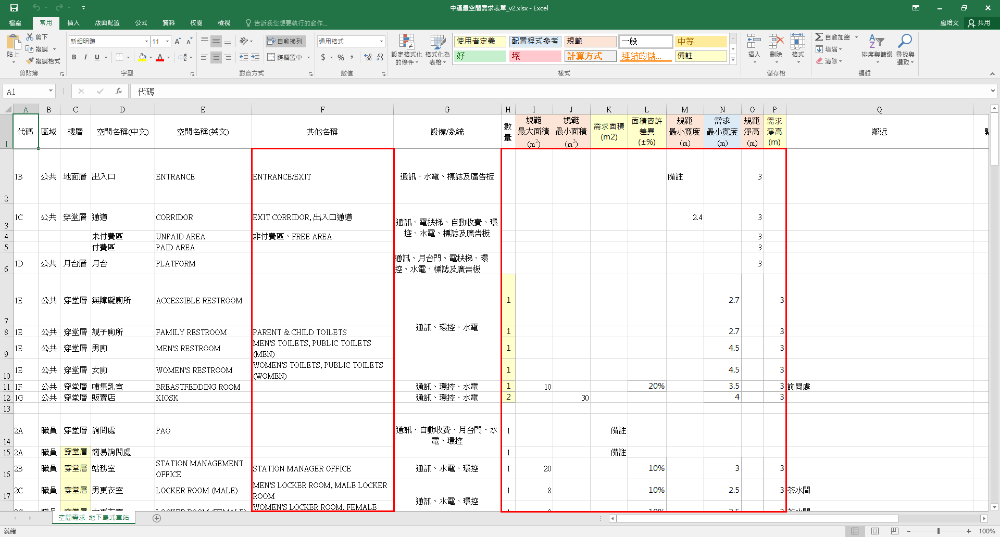 中運量空間需求表單_v2.xlsx - Excel
檔案 常用 插入 版面配置 公式 資料 校閱 檢視 告訴我您想要執行的動作... 盧培文 共用
貼上 剪下 複製 複製格式 剪貼簿
新細明體 11 B I U 字型
自動換列 跨欄置中 對齊方式
通用格式 $ % , 數值
設定格式化的條件 格式化為表格
使用者定義 配置程式參考 規範 一般 中等
好 壞 計算方式 連結的儲... 備註
樣式
插入 刪除 格式 儲存格
自動加總 填滿 清除 排序與篩選 尋找與選取 編輯
A1 fx 代碼
A B C D E F G H I J K L M N O P Q
1 代碼 區域 樓層 空間名稱(中文) 空間名稱(英文) 其他名稱 設備/系統 數量 規範最大面積(m²) 規範最小面積(m²) 需求面積(m2) 面積容許差異(±%) 規範最小寬度(m) 需求最小寬度(m) 規範淨高(m) 需求淨高(m) 鄰近
2 1B 公共 地面層 出入口 ENTRANCE ENTRANCE/EXIT 通訊、水電、標誌及廣告板 備註 3
3 1C 公共 穿堂層 通道 CORRIDOR EXIT CORRIDOR, 出入口通道 通訊、電扶梯、自動收費、環控、水電、標誌及廣告板 2.4 3
4 未付費區 UNPAID AREA 非付費區、FREE AREA 3
5 付費區 PAID AREA 3
6 1D 公共 月台層 月台 PLATFORM 通訊、月台門、電扶梯、環控、水電、標誌及廣告板 3
7 1E 公共 穿堂層 無障礙廁所 ACCESSIBLE RESTROOM 通訊、環控、水電 1 2.7 3
8 1E 公共 穿堂層 親子廁所 FAMILY RESTROOM PARENT & CHILD TOILETS 1 2.7 3
9 1E 公共 穿堂層 男廁 MEN'S RESTROOM MEN'S TOILETS, PUBLIC TOILETS (MEN) 1 4.5 3
10 1E 公共 穿堂層 女廁 WOMEN'S RESTROOM WOMEN'S TOILETS, PUBLIC TOILETS (WOMEN) 1 4.5 3
11 1F 公共 穿堂層 哺集乳室 BREASTFEDDING ROOM 通訊、環控、水電 1 10 20% 3.5 3 詢問處
12 1G 公共 穿堂層 販賣店 KIOSK 通訊、環控、水電 2 30 4 3
13
14 2A 職員 穿堂層 詢問處 PAO 通訊、自動收費、月台門、水電、環控 1 備註
15 2A 職員 穿堂層 簡易詢問處 1 備註
16 2B 職員 穿堂層 站務室 STATION MANAGEMENT OFFICE STATION MANAGER OFFICE 通訊、水電、環控 1 20 10% 3 3
17 2C 職員 穿堂層 男更衣室 LOCKER ROOM (MALE) MEN'S LOCKER ROOM, MALE LOCKER ROOM 通訊、水電、環控 1 8 10% 2.5 3 茶水間
WOMEN'S LOCKER ROOM, FEMALE
空間需求-地下島式車站
就緒 100%